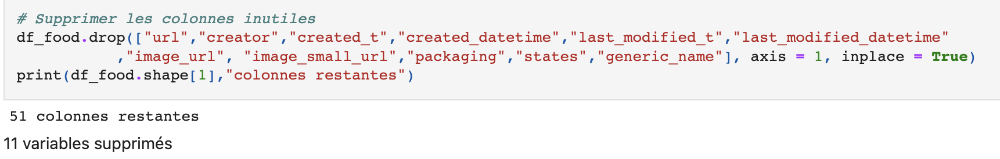 # Supprimer les colonnes inutiles
df_food.drop(["url","creator","created_t","created_datetime","last_modified_t","last_modified_datetime"
,"image_url", "image_small_url","packaging","states","generic_name"], axis = 1, inplace = True)
print(df_food.shape[1],"colonnes restantes")
51 colonnes restantes
11 variables supprimés